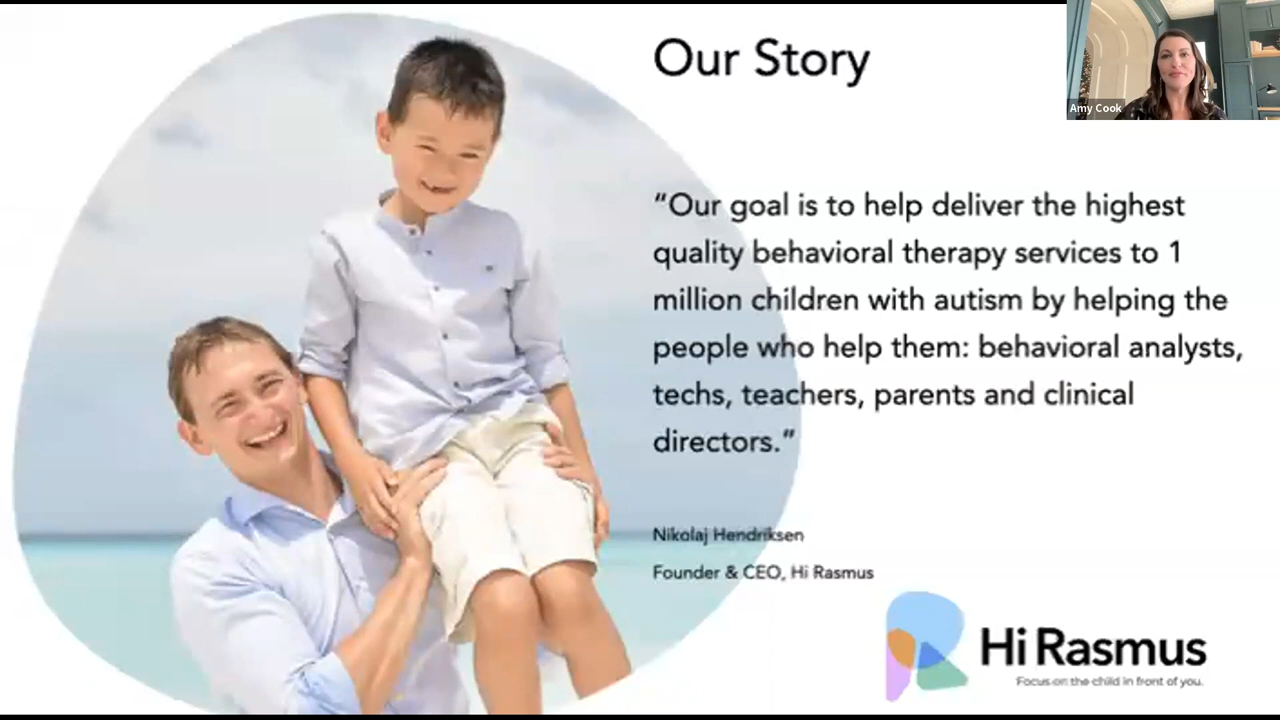 Our Story
Amy Cook
“Our goal is to help deliver the highest
quality behavioral therapy services to 1
million children with autism by helping the
people who help them: behavioral analysts,
techs, teachers, parents and clinical
directors.”
Nikolaj Hendriksen
Founder & CEO, Hi Rasmus
Hi Rasmus
Focus on the child in front of you.